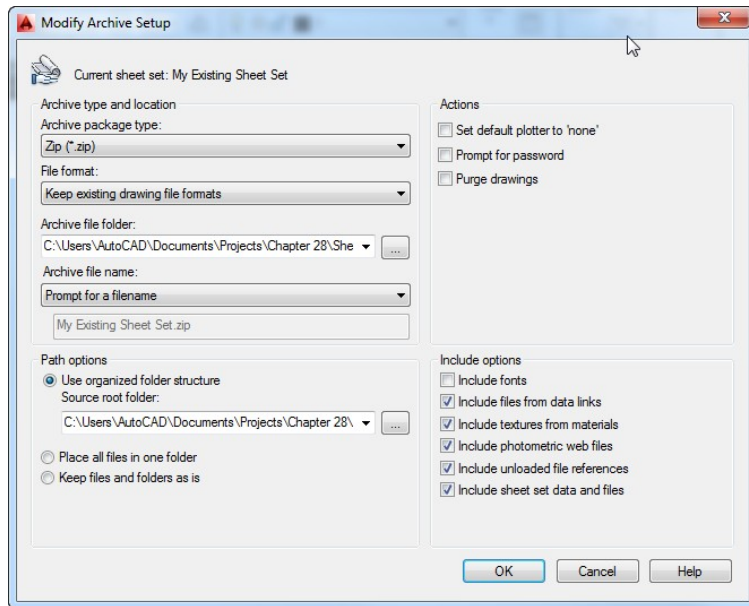 Modify Archive Setup
Current sheet set: My Existing Sheet Set
Archive type and location
Archive package type:
Zip (*.zip)
File format:
Keep existing drawing file formats
Archive file folder:
C:\Users\AutoCAD\Documents\Projects\Chapter 28\She
...
Archive file name:
Prompt for a filename
My Existing Sheet Set.zip
Actions
Set default plotter to 'none'
Prompt for password
Purge drawings
Path options
Use organized folder structure
Source root folder:
C:\Users\AutoCAD\Documents\Projects\Chapter 28\
...
Place all files in one folder
Keep files and folders as is
Include options
Include fonts
Include files from data links
Include textures from materials
Include photometric web files
Include unloaded file references
Include sheet set data and files
OK
Cancel
Help